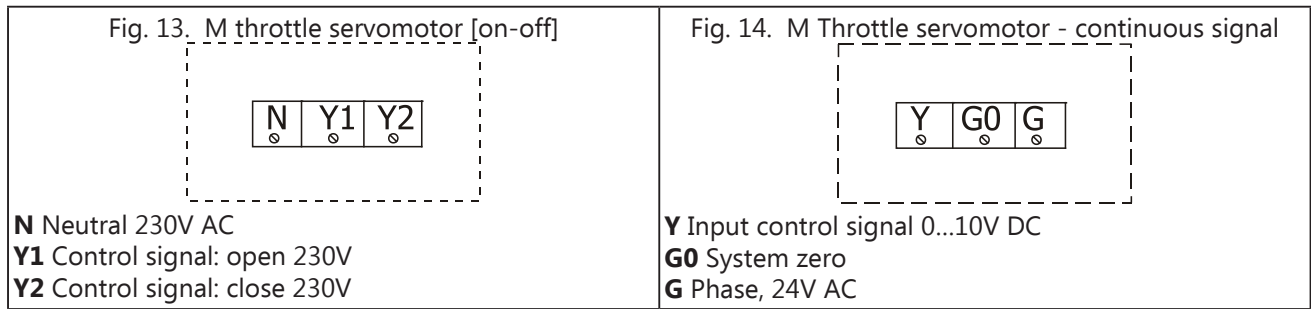 Fig. 13. M throttle servomotor [on-off]
N Y1 Y2
N Neutral 230V AC
Y1 Control signal: open 230V
Y2 Control signal: close 230V
Fig. 14. M Throttle servomotor - continuous signal
Y G0 G
Y Input control signal 0...10V DC
G0 System zero
G Phase, 24V AC